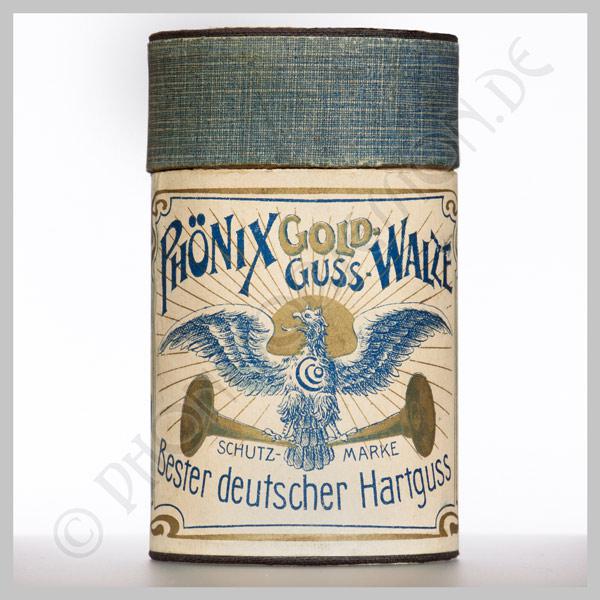 PHÖNIX GOLD-
GUSS-WALZE
SCHUTZ-MARKE
Bester deutscher Hartguss